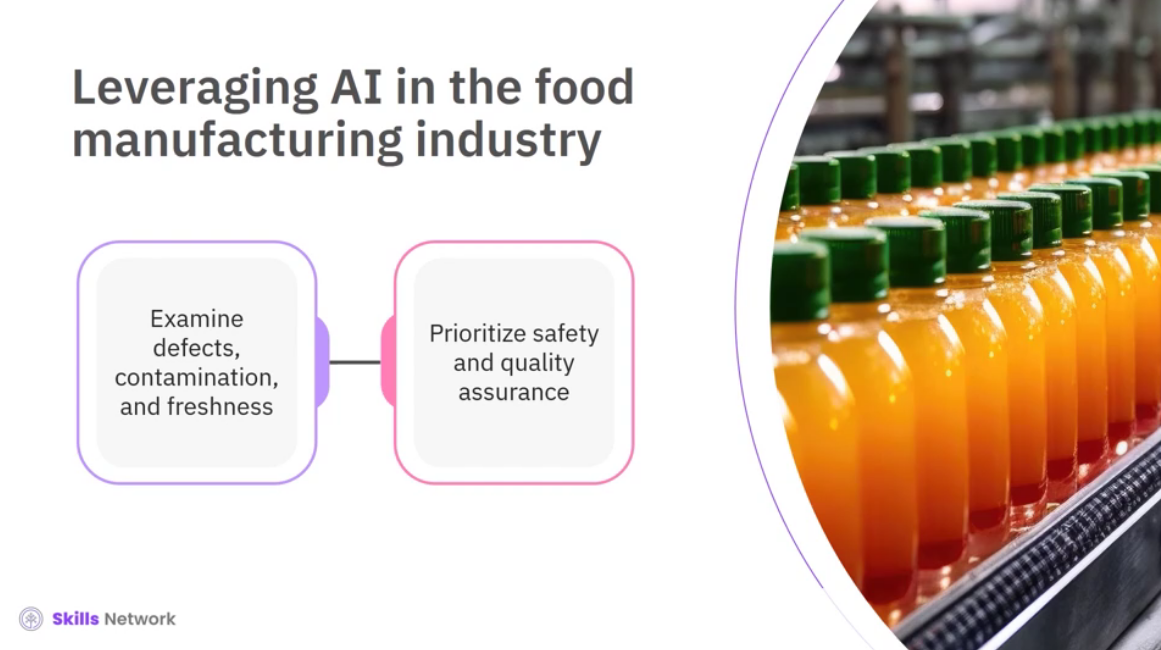 Leveraging AI in the food
manufacturing industry
Examine
defects,
contamination,
and freshness
Prioritize safety
and quality
assurance
Skills Network